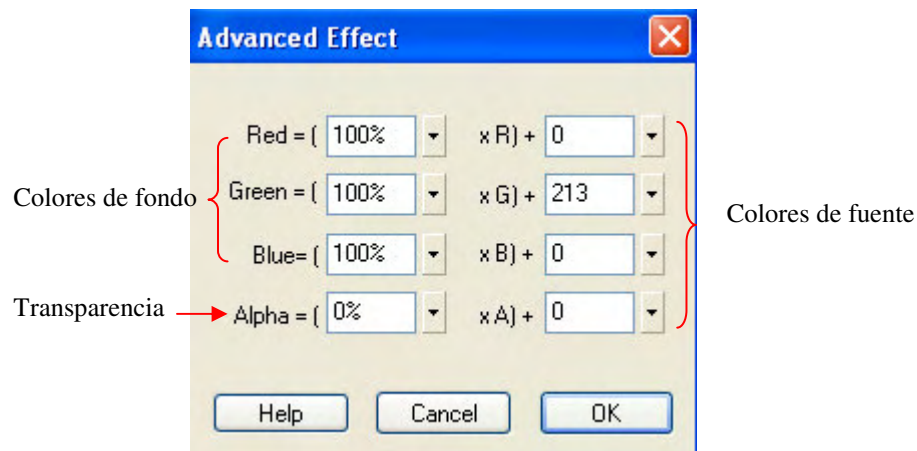 Advanced Effect
Red = ( 100% x R) + 0
Colores de fondo Green = ( 100% x G) + 213 Colores de fuente
Blue= ( 100% x B) + 0
Transparencia Alpha = ( 0% x A) + 0
Help Cancel OK